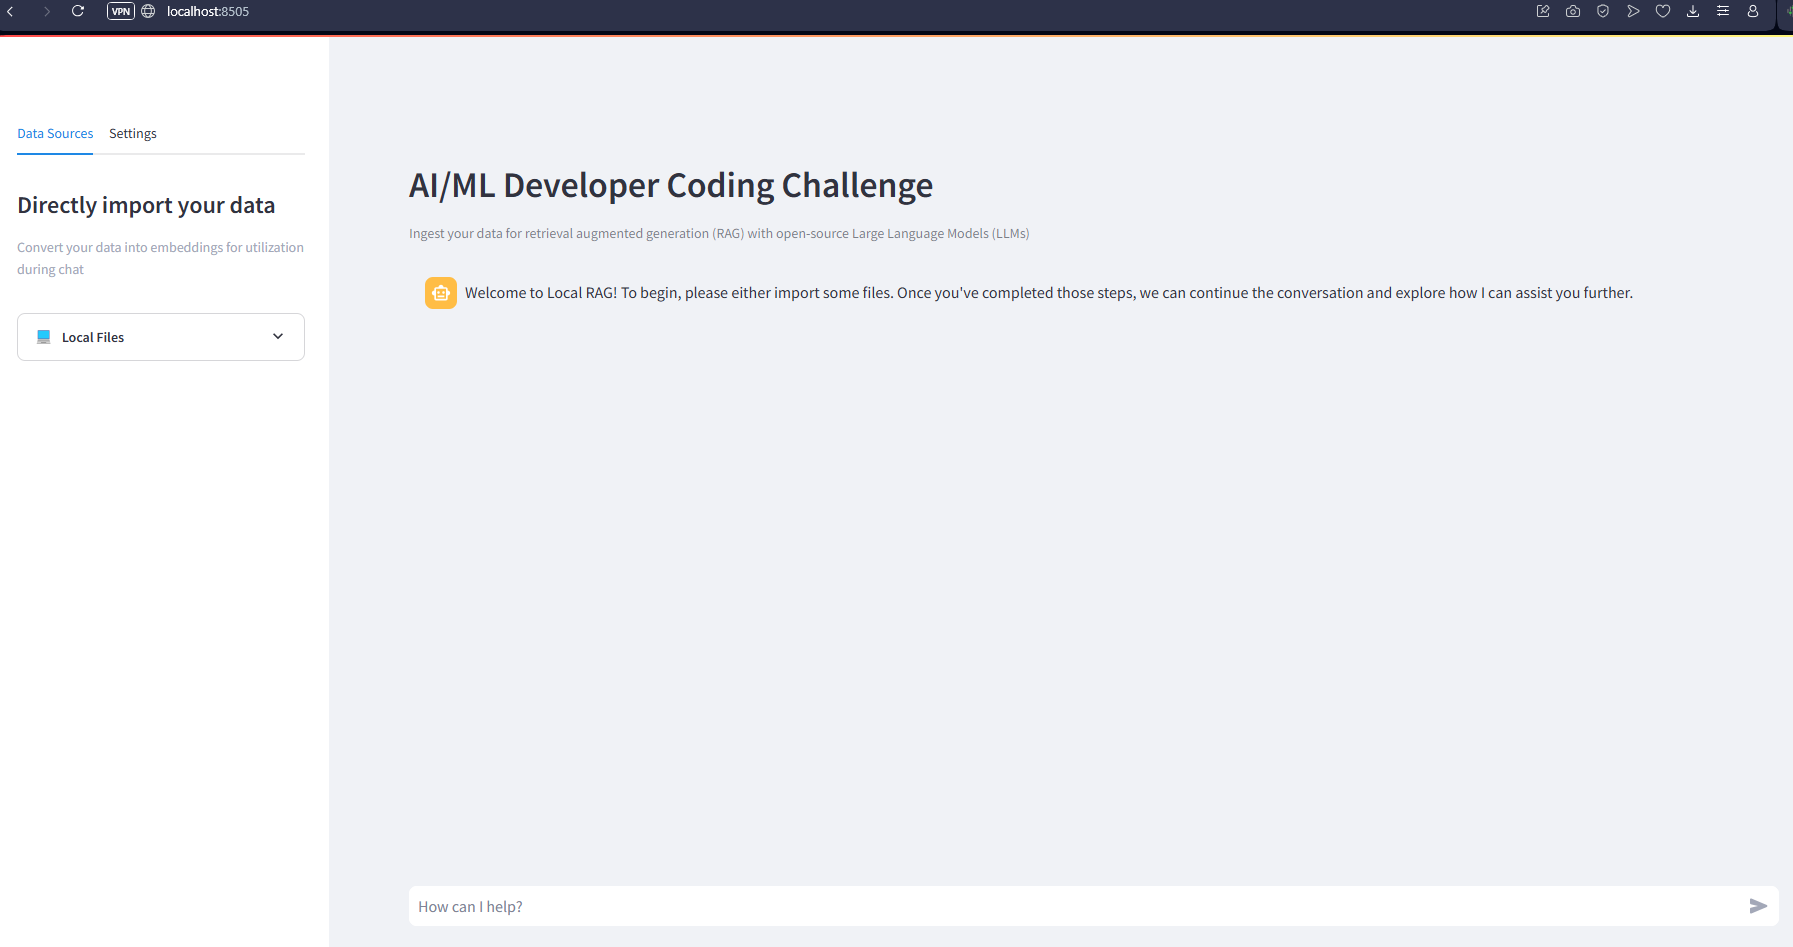 VPN localhost:8505
Data Sources Settings
Directly import your data
Convert your data into embeddings for utilization
during chat
Local Files
AI/ML Developer Coding Challenge
Ingest your data for retrieval augmented generation (RAG) with open-source Large Language Models (LLMs)
Welcome to Local RAG! To begin, please either import some files. Once you've completed those steps, we can continue the conversation and explore how I can assist you further.
How can I help?